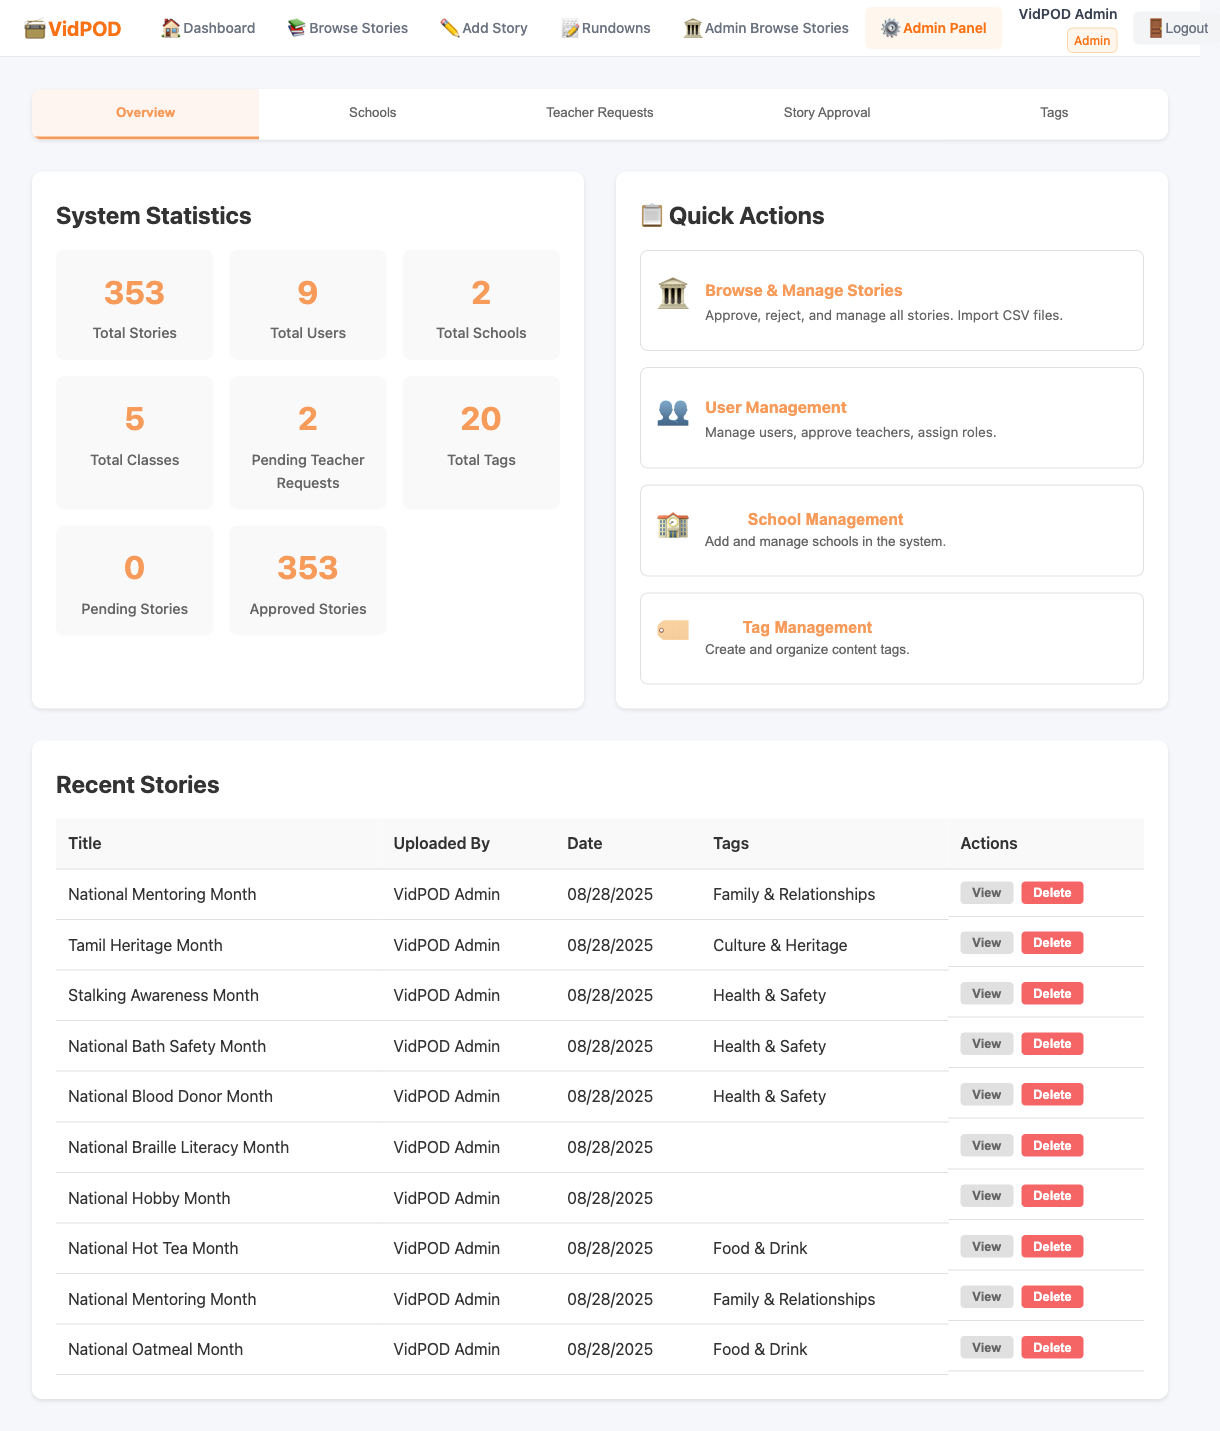 VidPOD
Dashboard
Browse Stories
Add Story
Rundowns
Admin Browse Stories
Admin Panel
VidPOD Admin
Admin
Logout
Overview
Schools
Teacher Requests
Story Approval
Tags
System Statistics
353
Total Stories
9
Total Users
2
Total Schools
5
Total Classes
2
Pending Teacher
Requests
20
Total Tags
0
Pending Stories
353
Approved Stories
Quick Actions
Browse & Manage Stories
Approve, reject, and manage all stories. Import CSV files.
User Management
Manage users, approve teachers, assign roles.
School Management
Add and manage schools in the system.
Tag Management
Create and organize content tags.
Recent Stories
Title Uploaded By Date Tags Actions
National Mentoring Month VidPOD Admin 08/28/2025 Family & Relationships View Delete
Tamil Heritage Month VidPOD Admin 08/28/2025 Culture & Heritage View Delete
Stalking Awareness Month VidPOD Admin 08/28/2025 Health & Safety View Delete
National Bath Safety Month VidPOD Admin 08/28/2025 Health & Safety View Delete
National Blood Donor Month VidPOD Admin 08/28/2025 Health & Safety View Delete
National Braille Literacy Month VidPOD Admin 08/28/2025 View Delete
National Hobby Month VidPOD Admin 08/28/2025 View Delete
National Hot Tea Month VidPOD Admin 08/28/2025 Food & Drink View Delete
National Mentoring Month VidPOD Admin 08/28/2025 Family & Relationships View Delete
National Oatmeal Month VidPOD Admin 08/28/2025 Food & Drink View Delete